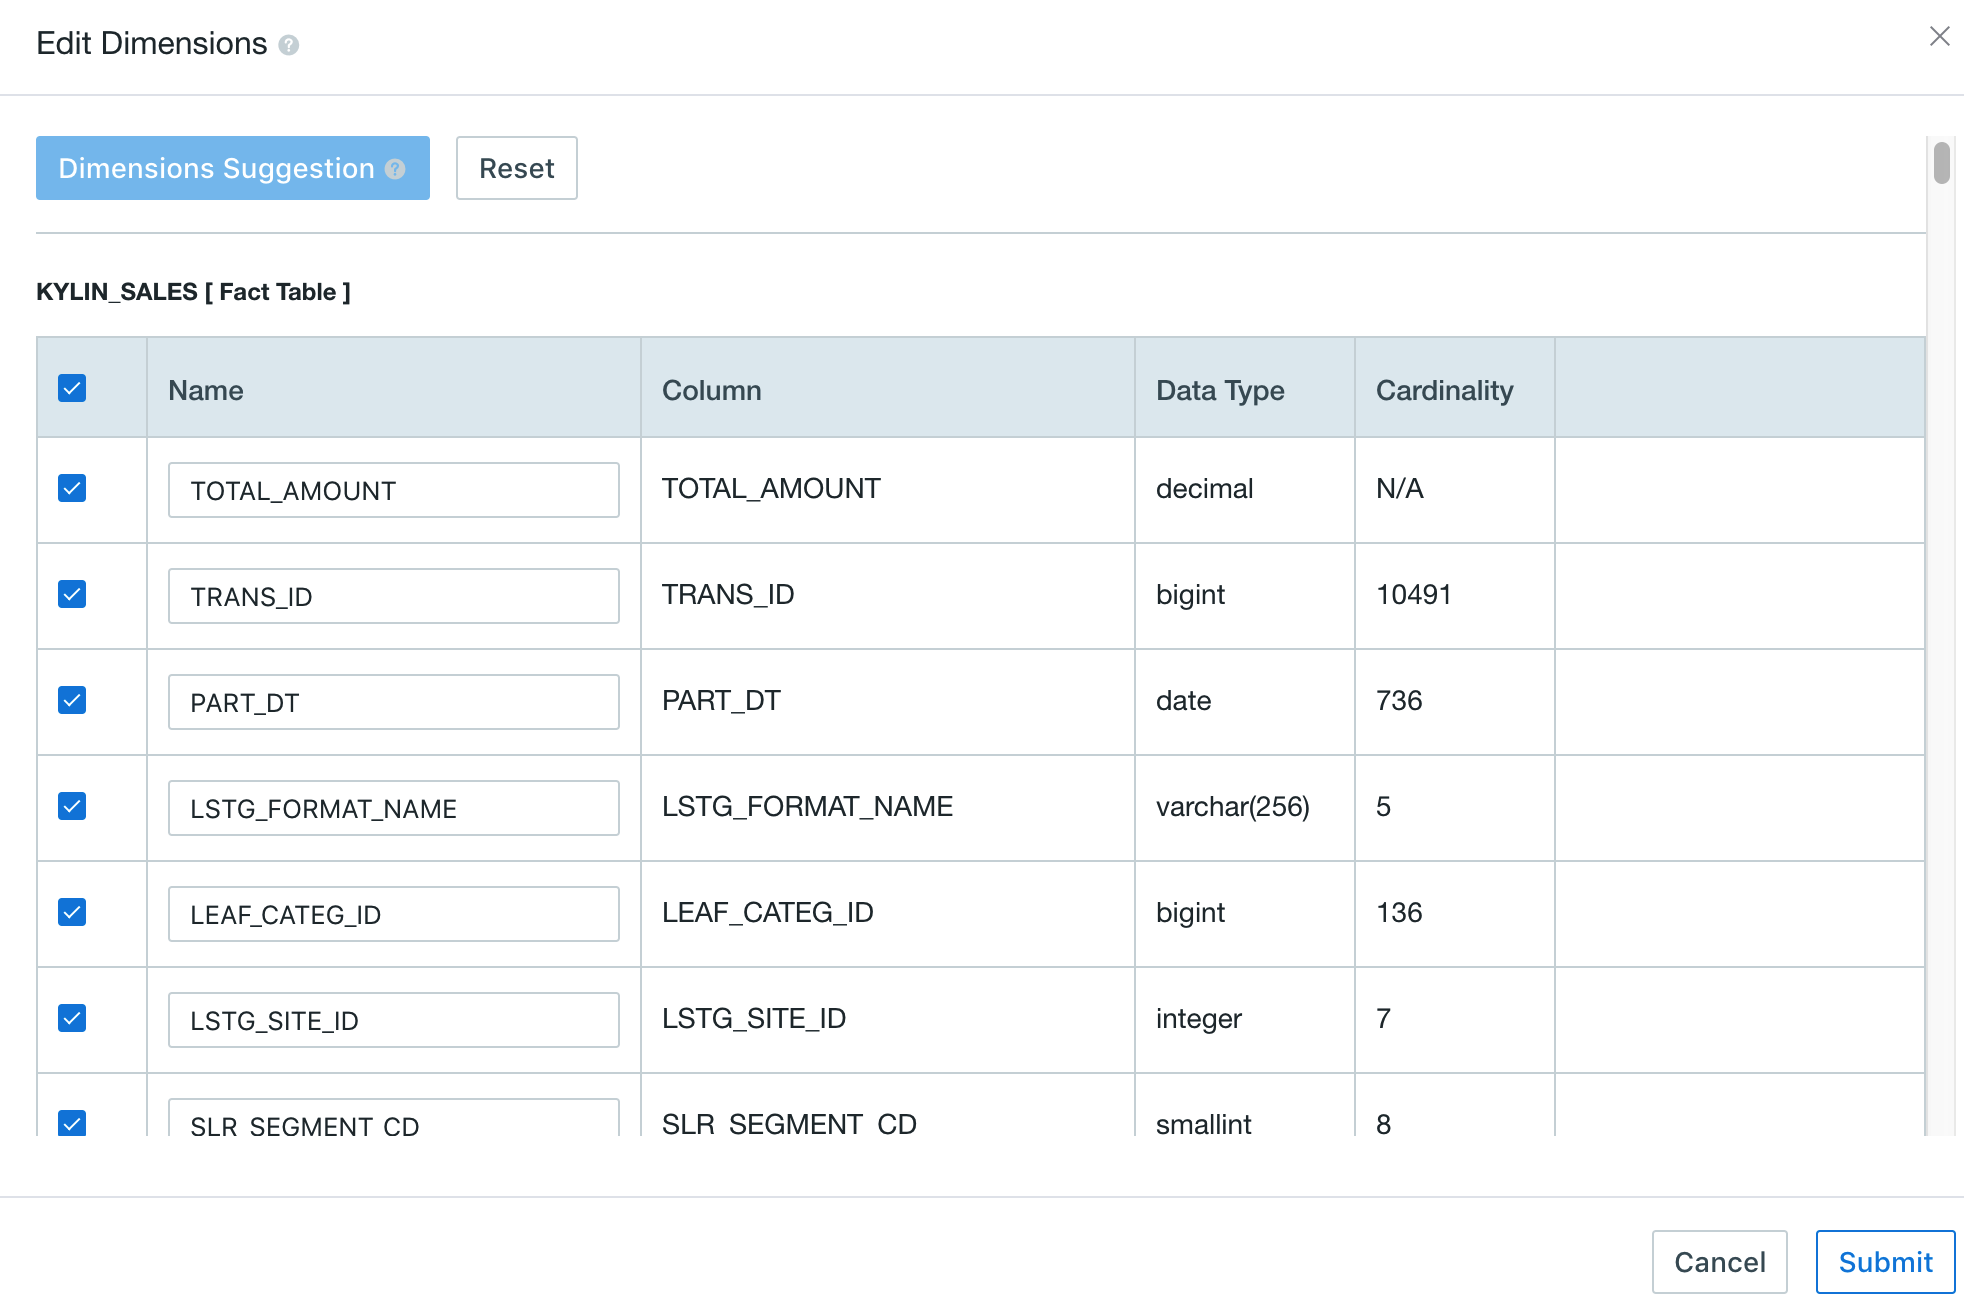 Edit Dimensions ?
Dimensions Suggestion ? Reset
KYLIN_SALES [ Fact Table ]
Name Column Data Type Cardinality
TOTAL_AMOUNT TOTAL_AMOUNT decimal N/A
TRANS_ID TRANS_ID bigint 10491
PART_DT PART_DT date 736
LSTG_FORMAT_NAME LSTG_FORMAT_NAME varchar(256) 5
LEAF_CATEG_ID LEAF_CATEG_ID bigint 136
LSTG_SITE_ID LSTG_SITE_ID integer 7
SLR_SEGMENT_CD SLR_SEGMENT_CD smallint 8
Cancel Submit